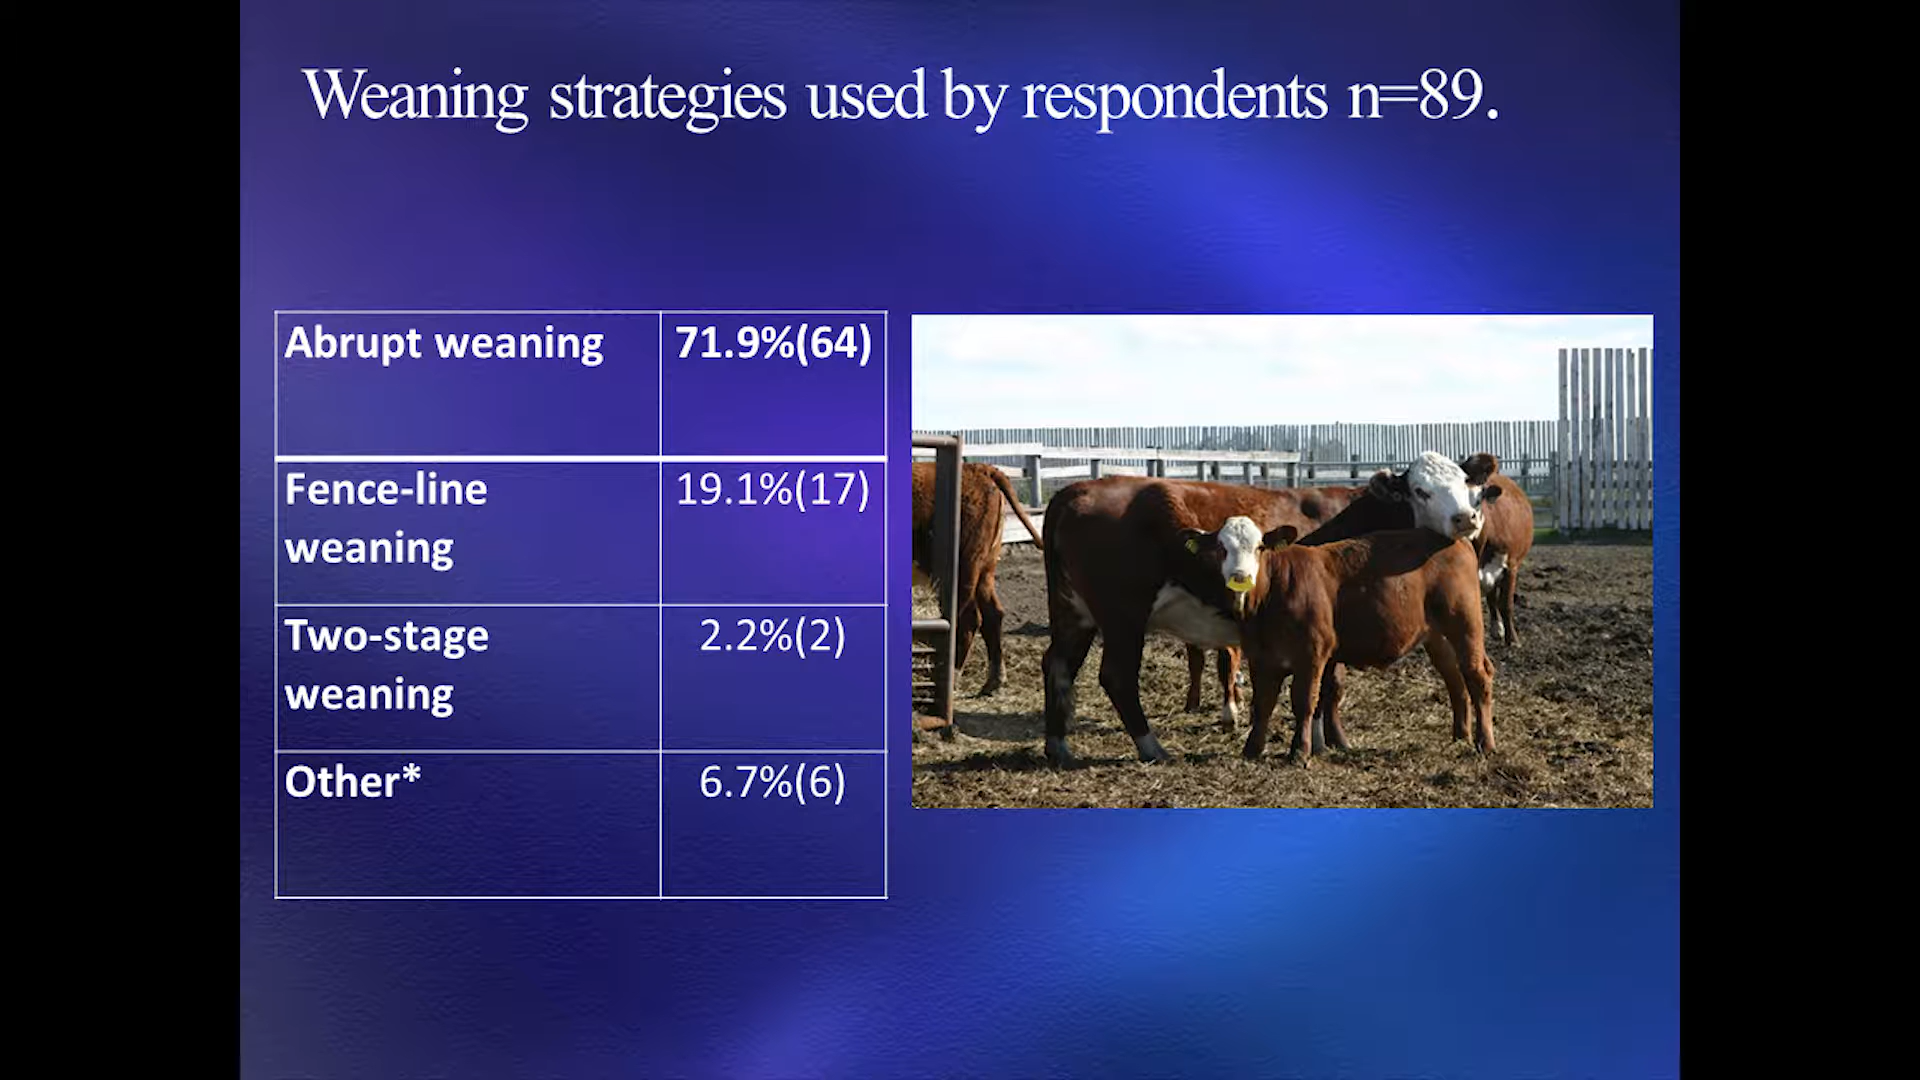 Weaning strategies used by respondents n=89.
Abrupt weaning 71.9%(64)
Fence-line 19.1%(17)
weaning
Two-stage 2.2%(2)
weaning
Other* 6.7%(6)